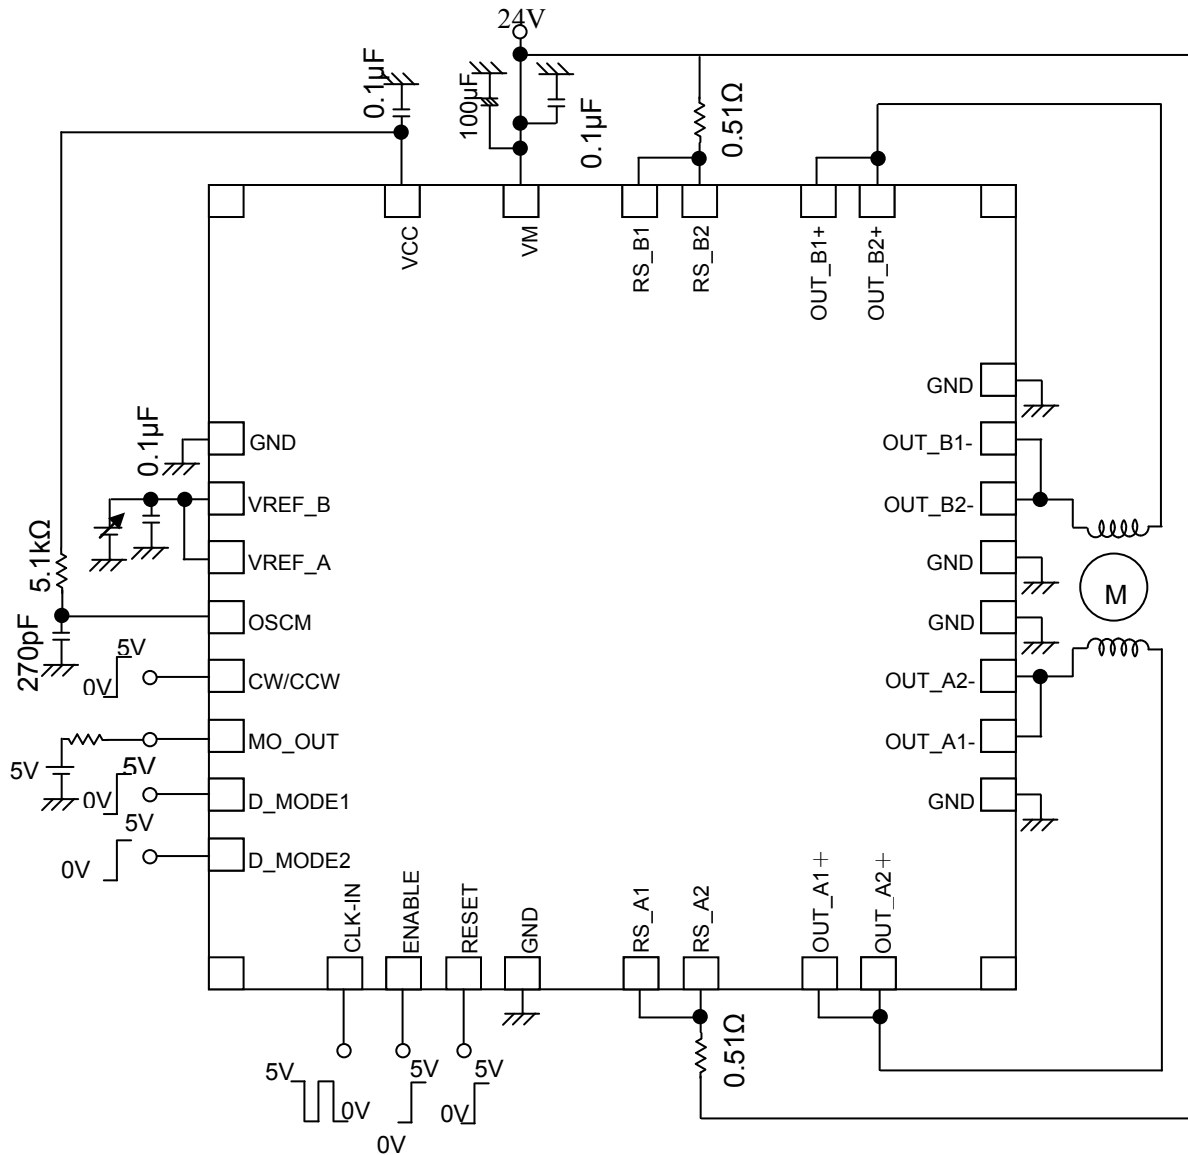 24V
0.1µF
100µF
0.1µF
0.51Ω
VCC
VM
RS_B1
RS_B2
OUT_B1+
OUT_B2+
GND
OUT_B1-
OUT_B2-
GND
GND
OUT_A2-
OUT_A1-
GND
M
0.1µF
GND
VREF_B
VREF_A
5.1kΩ
OSCM
270pF
5V
0V
CW/CCW
MO_OUT
5V
5V
0V
D_MODE1
5V
0V
D_MODE2
CLK-IN
ENABLE
RESET
GND
RS_A1
RS_A2
OUT_A1+
OUT_A2+
0.51Ω
5V
0V
5V
0V
5V
0V